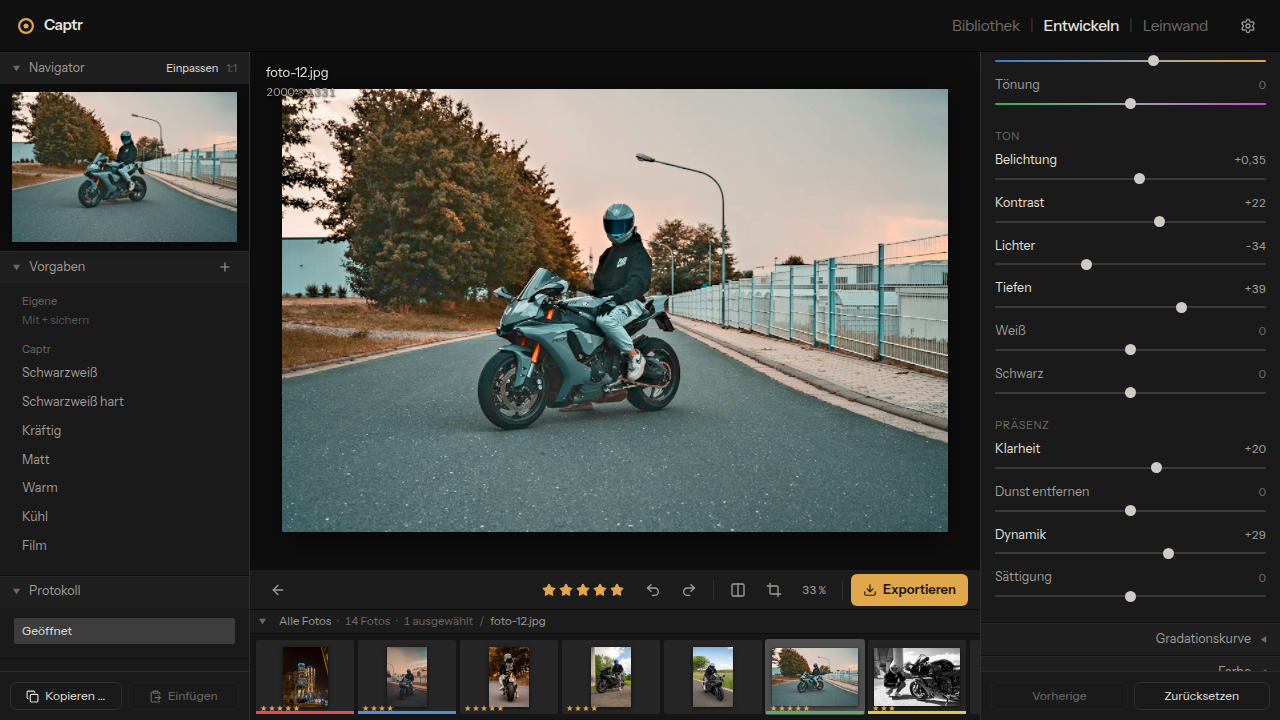 Captr
Bibliothek
Entwickeln
Leinwand
Navigator
Einpassen 1:1
Vorgaben
Eigene
Mit + sichern
Captr
Schwarzweiß
Schwarzweiß hart
Kräftig
Matt
Warm
Kühl
Film
Protokoll
Geöffnet
Kopieren ...
Einfügen
foto-12.jpg
33 %
Exportieren
Alle Fotos · 14 Fotos · 1 ausgewählt / foto-12.jpg
Tönung 0
TON
Belichtung +0,35
Kontrast +22
Lichter -34
Tiefen +39
Weiß 0
Schwarz 0
PRÄSENZ
Klarheit +20
Dunst entfernen 0
Dynamik +29
Sättigung 0
Gradationskurve
Farbe
Vorherige
Zurücksetzen